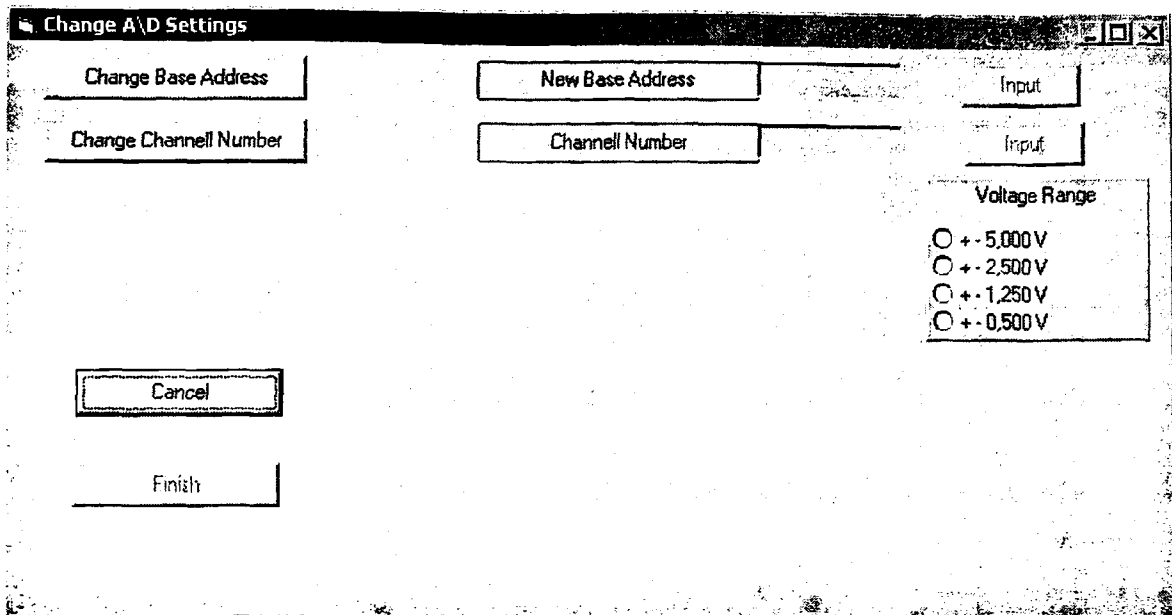 Change A\D Settings
Change Base Address
New Base Address
Input
Change Channell Number
Channell Number
Input
Voltage Range
+ - 5,000 V
+ - 2,500 V
+ - 1,250 V
+ - 0,500 V
Cancel
Finish